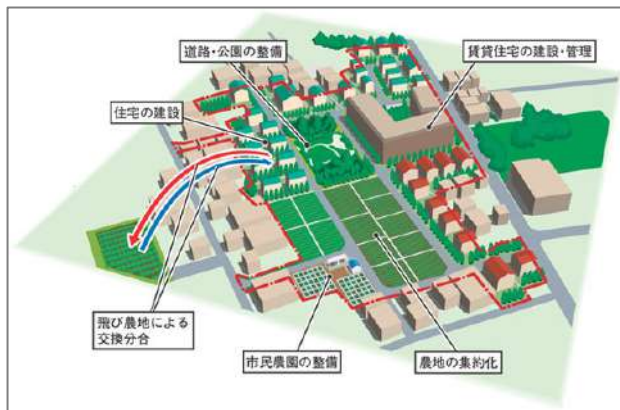 道路・公園の整備
賃貸住宅の建設・管理
住宅の建設
飛び農地による
交換分合
市民農園の整備
農地の集約化